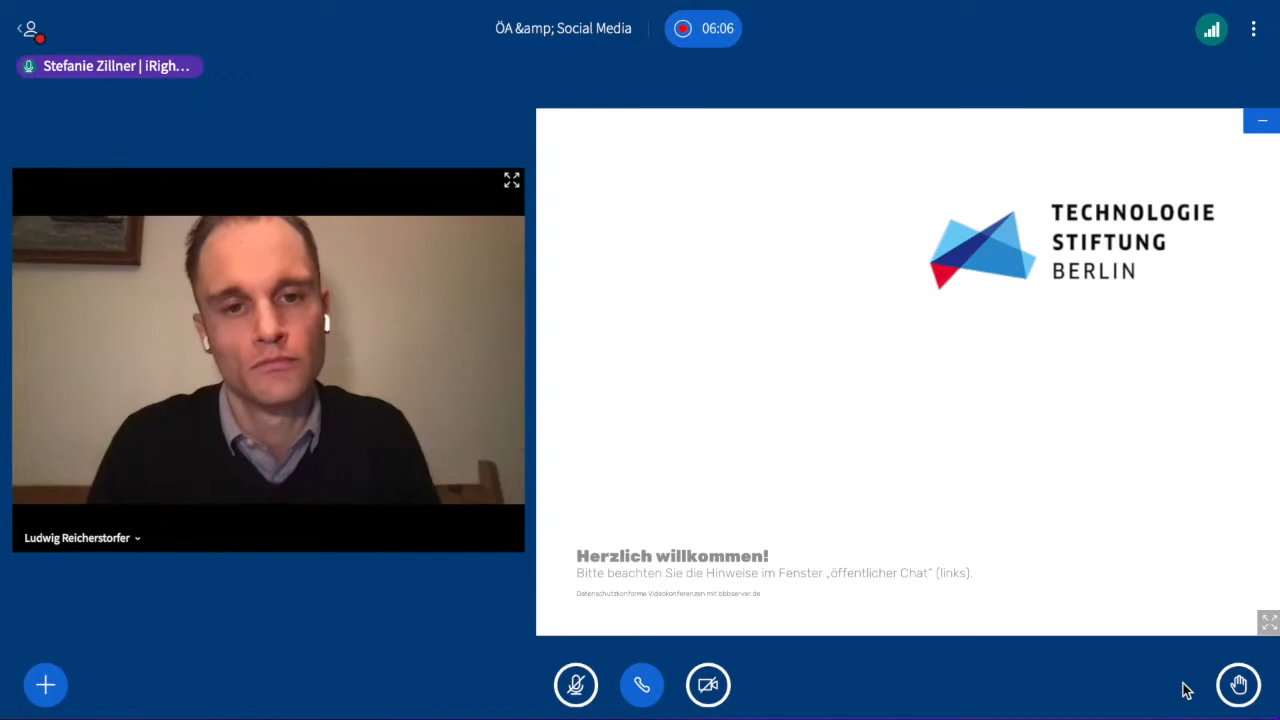 ÖA &amp; Social Media
06:06
Stefanie Zillner | iRigh...
TECHNOLOGIE
STIFTUNG
BERLIN
Ludwig Reicherstorfer
Herzlich willkommen!
Bitte beachten Sie die Hinweise im Fenster „öffentlicher Chat" (links).
Datenschutzkonforme Videokonferenzen mit bbbserver.de